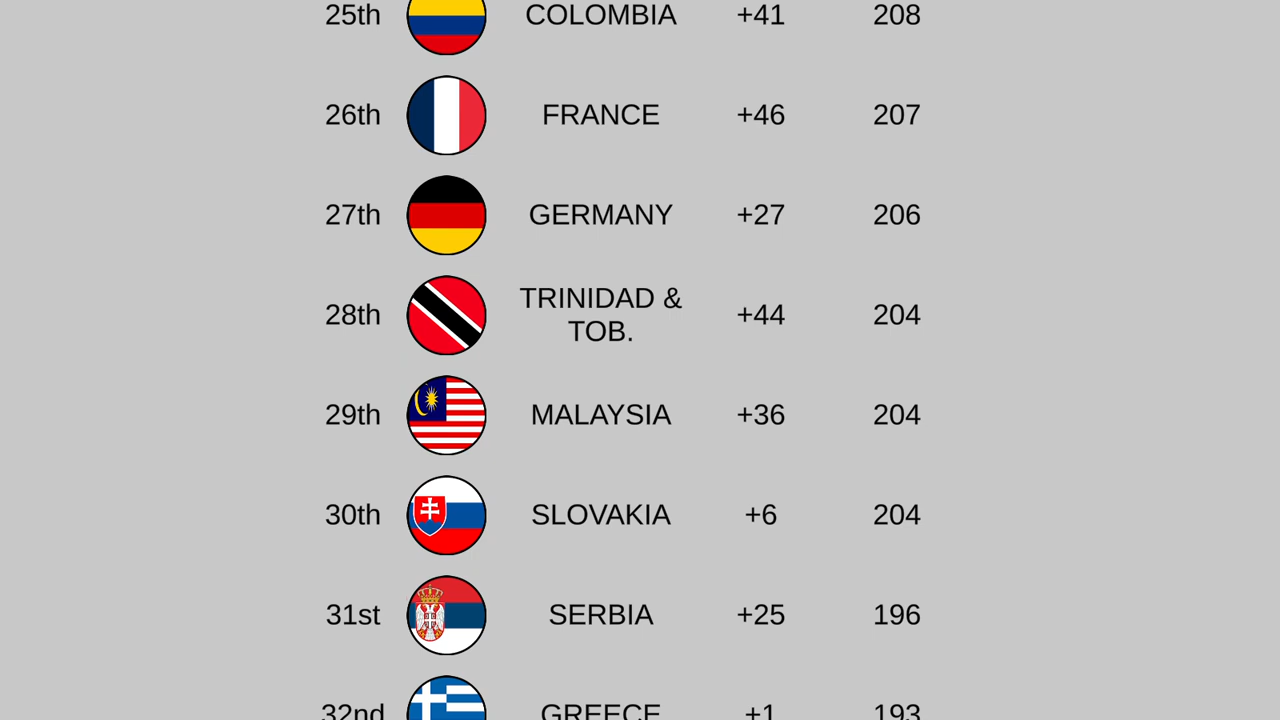 25th COLOMBIA +41 208
26th FRANCE +46 207
27th GERMANY +27 206
28th TRINIDAD & TOB. +44 204
29th MALAYSIA +36 204
30th SLOVAKIA +6 204
31st SERBIA +25 196
32nd GREECE +1 193